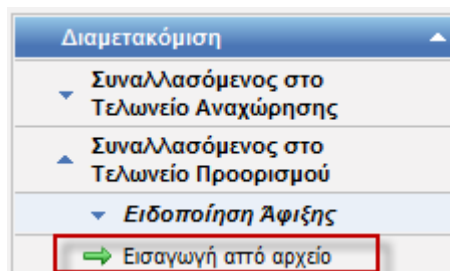 Διαμετακόμιση
Συναλλασόμενος στο
Τελωνείο Αναχώρησης
Συναλλασόμενος στο
Τελωνείο Προορισμού
Ειδοποίηση Άφιξης
Εισαγωγή από αρχείο